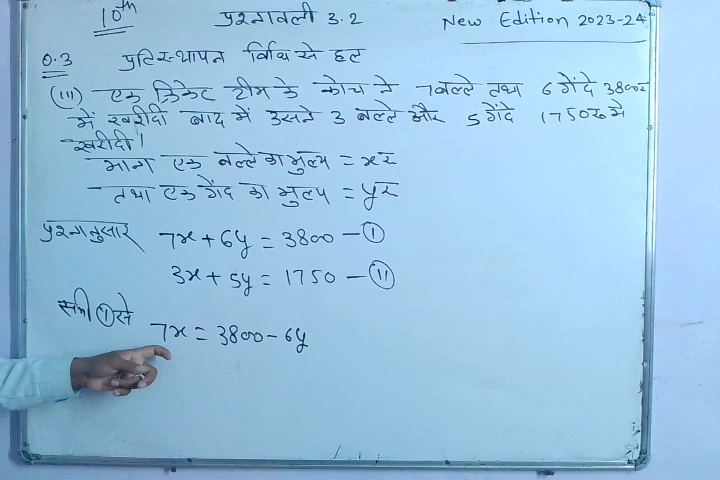 10th प्रश्नावली 3.2 New Edition 2023-24
Q.3 प्रतिस्थापन विधि से हल
(III) एक क्रिकेट टीम के कोच ने 7 बल्ले तथा 6 गेंदे 3800रु
में खरीदी बाद में उसने 3 बल्ले और 5 गेंदे 1750रु मे
खरीदी।
माना एक बल्ले का मुल्य = xरु
तथा एक गेंद का मुल्य = yरु
प्रश्नानुसार 7x + 6y = 3800 — (I)
3x + 5y = 1750 — (II)
समी (I) से 7x = 3800 - 6y